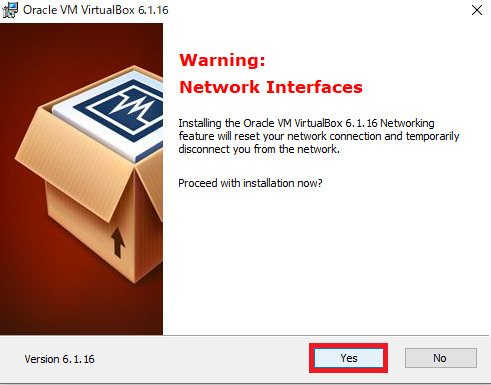 Oracle VM VirtualBox 6.1.16
Warning:
Network Interfaces
Installing the Oracle VM VirtualBox 6.1.16 Networking
feature will reset your network connection and temporarily
disconnect you from the network.
Proceed with installation now?
Version 6.1.16
Yes
No